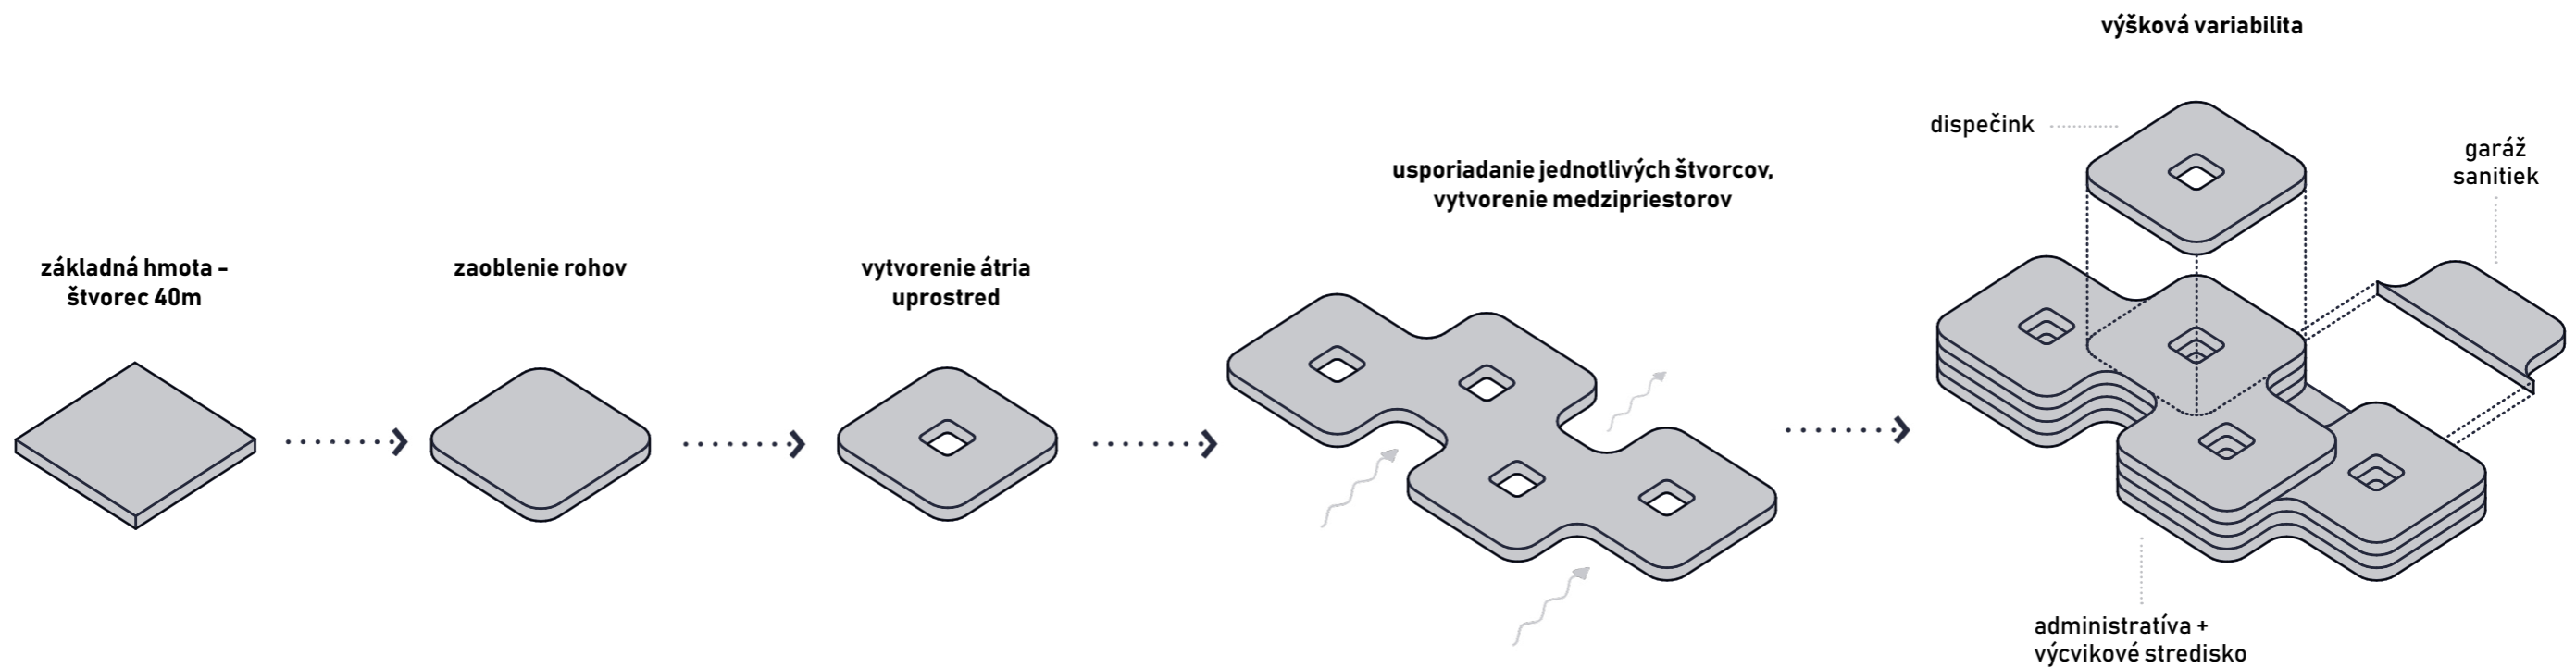 základná hmota -
štvorec 40m
zaoblenie rohov
vytvorenie átria
uprostred
usporiadanie jednotlivých štvorcov,
vytvorenie medzipriestorov
výšková variabilita
dispečink
garáž
sanitiek
administratíva +
výcvikové stredisko